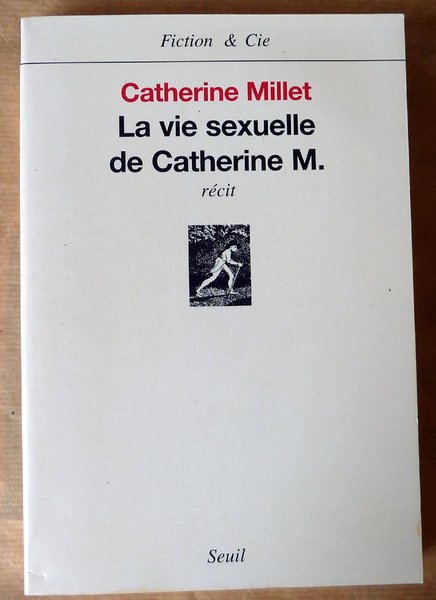 Fiction & Cie
Catherine Millet
La vie sexuelle
de Catherine M.
récit
Seuil